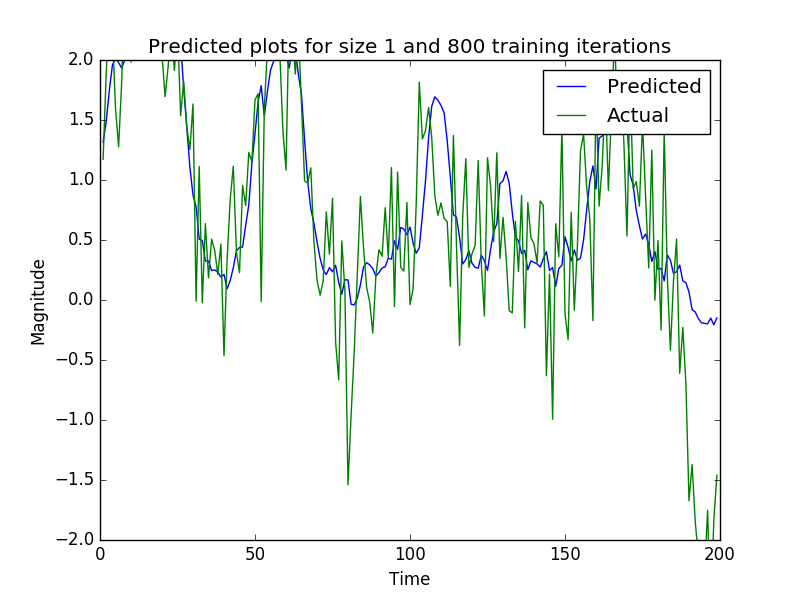 Predicted plots for size 1 and 800 training iterations
Predicted
Actual
2.0
1.5
1.0
0.5
0.0
−0.5
−1.0
−1.5
−2.0
Magnitude
0
50
100
150
200
Time